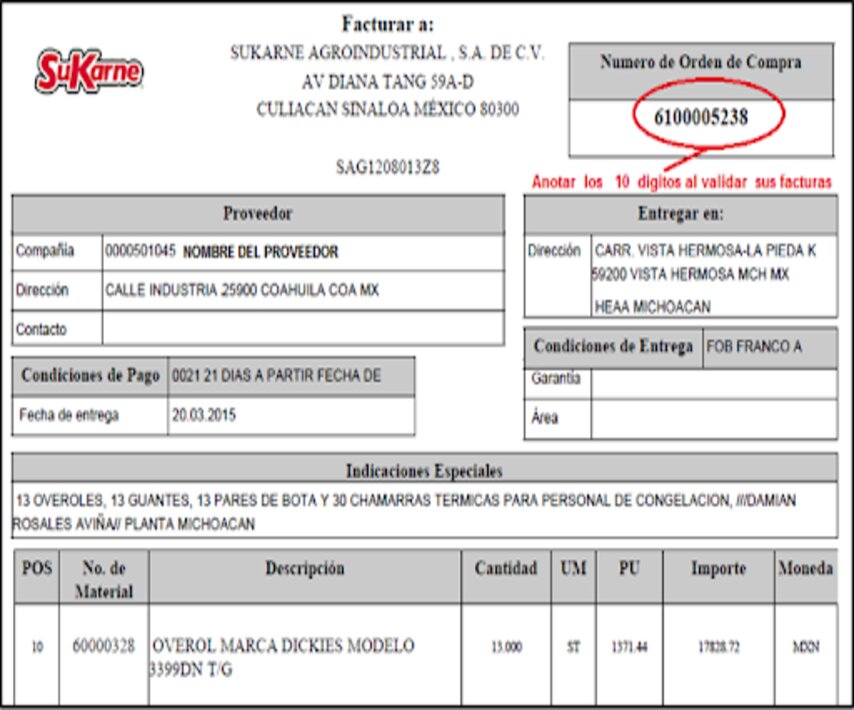 Facturar a:
SuKarne
SUKARNE AGROINDUSTRIAL , S.A. DE C.V.
AV DIANA TANG 59A-D
CULIACAN SINALOA MÉXICO 80300
SAG1208013Z8
Numero de Orden de Compra
6100005238
Anotar los 10 digitos al validar sus facturas
Proveedor
Compañia 0000501045 NOMBRE DEL PROVEEDOR
Dirección CALLE INDUSTRIA 25900 COAHUILA COA MX
Contacto
Entregar en:
Dirección CARR. VISTA HERMOSA-LA PIEDA K
59200 VISTA HERMOSA MCH MX
HEAA MICHOACAN
Condiciones de Pago 0021 21 DIAS A PARTIR FECHA DE
Fecha de entrega 20.03.2015
Condiciones de Entrega FOB FRANCO A
Garantía
Área
Indicaciones Especiales
13 OVEROLES, 13 GUANTES, 13 PARES DE BOTA Y 30 CHAMARRAS TERMICAS PARA PERSONAL DE CONGELACION, ///DAMIAN
ROSALES AVIÑA// PLANTA MICHOACAN
POS No. de Material Descripción Cantidad UM PU Importe Moneda
10 60000328 OVEROL MARCA DICKIES MODELO 13.000 ST 1371.44 17828.72 MXN
3399DN T/G